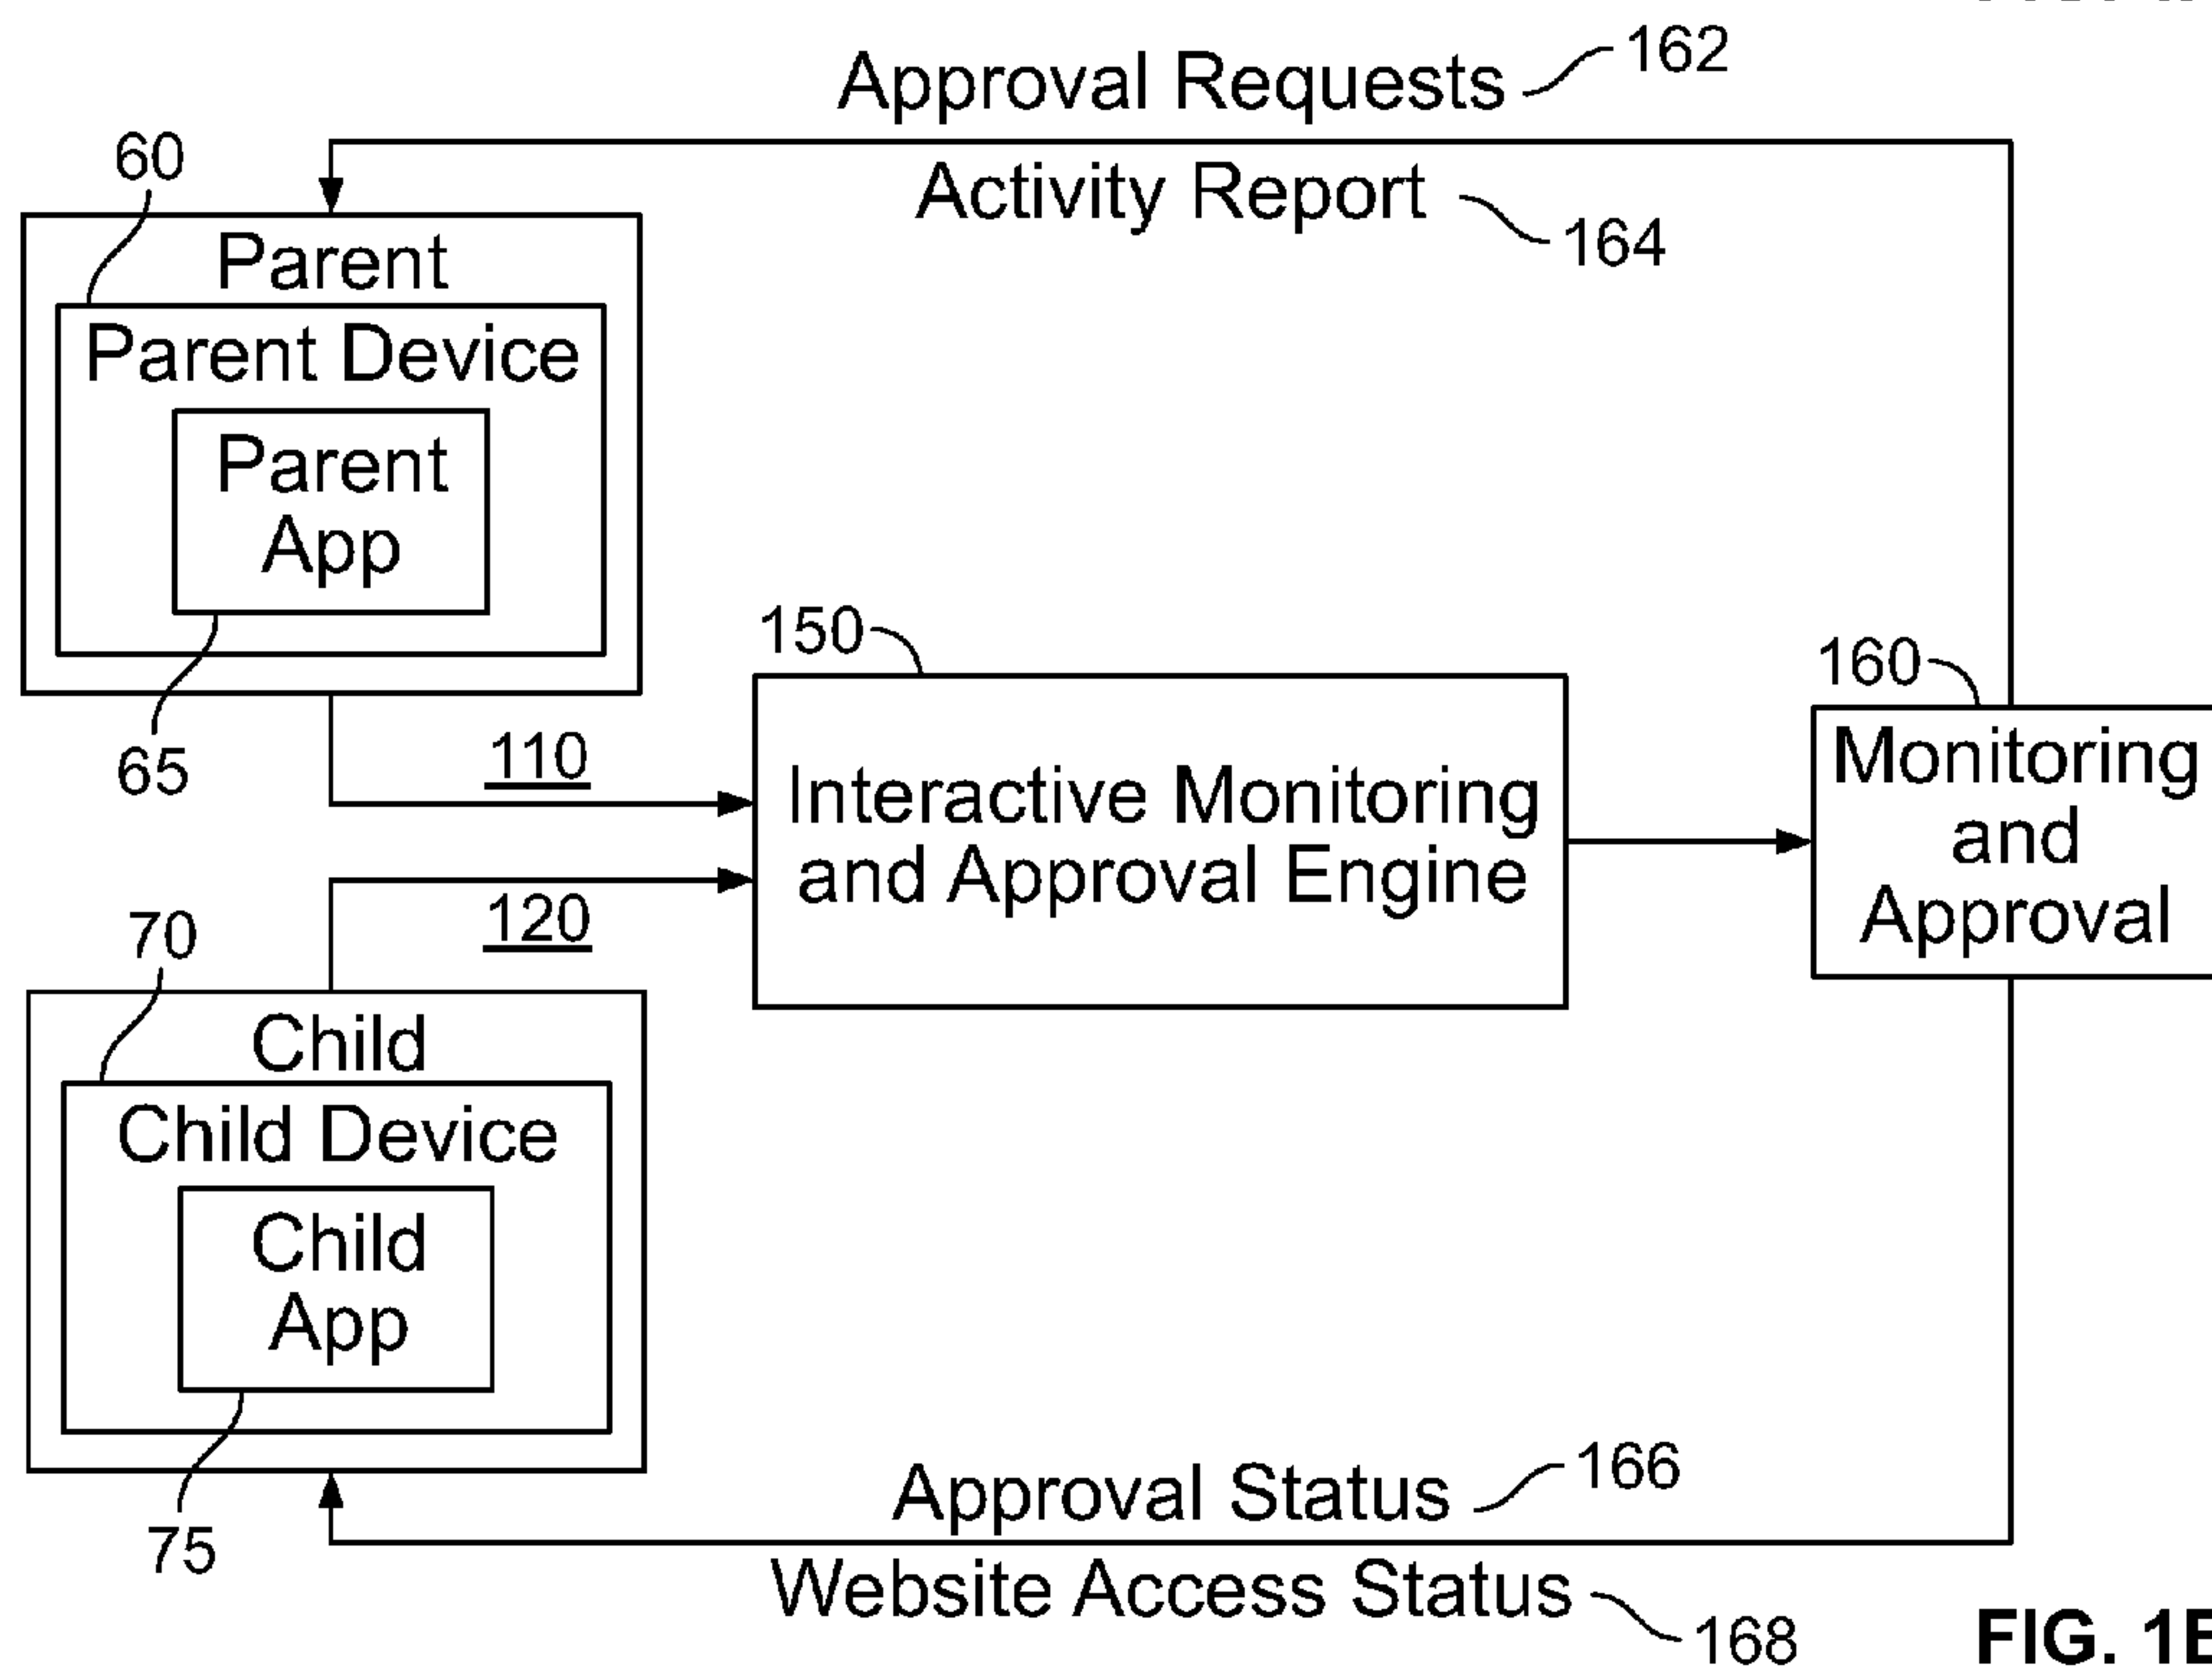 Approval Requests 162
Activity Report 164
60
Parent
Parent Device
Parent
App
65
110
150
Interactive Monitoring
and Approval Engine
160
Monitoring
and
Approval
120
70
Child
Child Device
Child
App
75
Approval Status 166
Website Access Status 168
FIG.